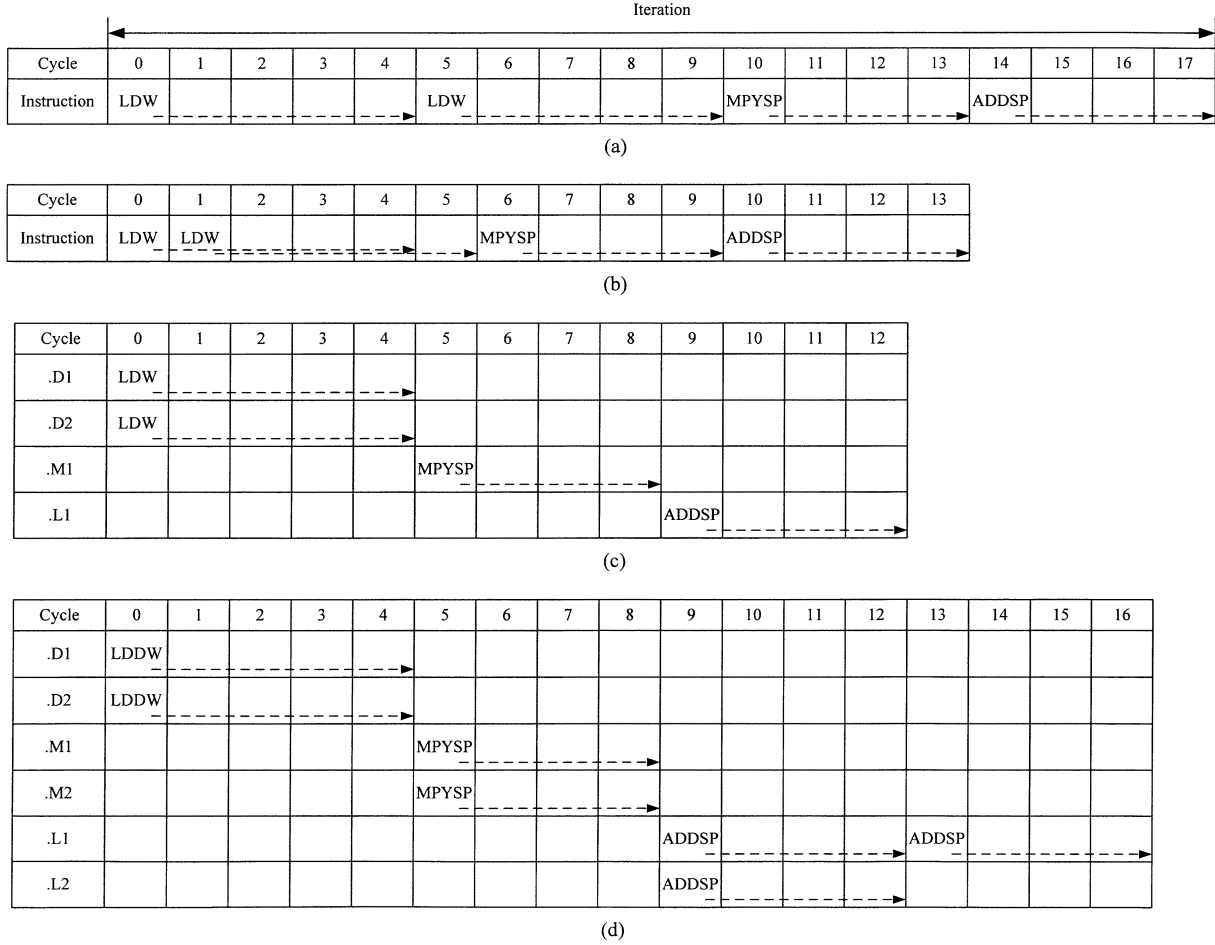 Iteration
Cycle 0 1 2 3 4 5 6 7 8 9 10 11 12 13 14 15 16 17
Instruction LDW LDW MPYSP ADDSP
(a)
Cycle 0 1 2 3 4 5 6 7 8 9 10 11 12 13
Instruction LDW LDW MPYSP ADDSP
(b)
Cycle 0 1 2 3 4 5 6 7 8 9 10 11 12
.D1 LDW
.D2 LDW
.M1 MPYSP
.L1 ADDSP
(c)
Cycle 0 1 2 3 4 5 6 7 8 9 10 11 12 13 14 15 16
.D1 LDDW
.D2 LDDW
.M1 MPYSP
.M2 MPYSP
.L1 ADDSP ADDSP
.L2 ADDSP
(d)